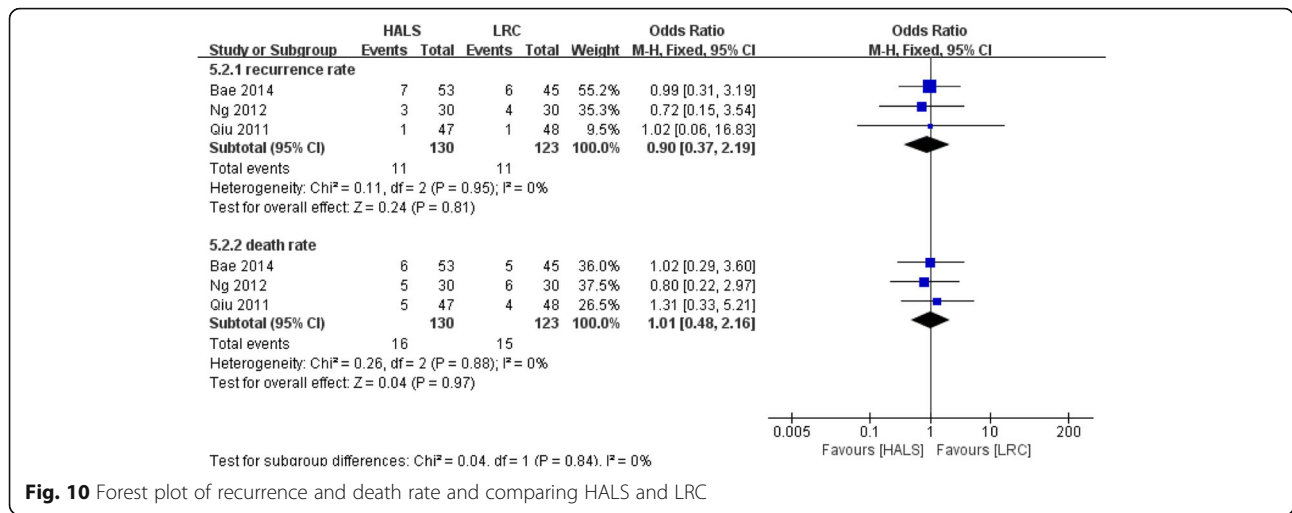 HALS LRC Odds Ratio Odds Ratio
Study or Subgroup Events Total Events Total Weight M-H, Fixed, 95% CI M-H, Fixed, 95% CI
5.2.1 recurrence rate
Bae 2014 7 53 6 45 55.2% 0.99 [0.31, 3.19]
Ng 2012 3 30 4 30 35.3% 0.72 [0.15, 3.54]
Qiu 2011 1 47 1 48 9.5% 1.02 [0.06, 16.83]
Subtotal (95% CI) 130 123 100.0% 0.90 [0.37, 2.19]
Total events 11 11
Heterogeneity: Chi² = 0.11, df = 2 (P = 0.95); I² = 0%
Test for overall effect: Z = 0.24 (P = 0.81)
5.2.2 death rate
Bae 2014 6 53 5 45 36.0% 1.02 [0.29, 3.60]
Ng 2012 5 30 6 30 37.5% 0.80 [0.22, 2.97]
Qiu 2011 5 47 4 48 26.5% 1.31 [0.33, 5.21]
Subtotal (95% CI) 130 123 100.0% 1.01 [0.48, 2.16]
Total events 16 15
Heterogeneity: Chi² = 0.26, df = 2 (P = 0.88); I² = 0%
Test for overall effect: Z = 0.04 (P = 0.97)
0.005 0.1 1 10 200
Favours [HALS] Favours [LRC]
Test for subgroup differences: Chi² = 0.04. df = 1 (P = 0.84). I² = 0%
Fig. 10 Forest plot of recurrence and death rate and comparing HALS and LRC